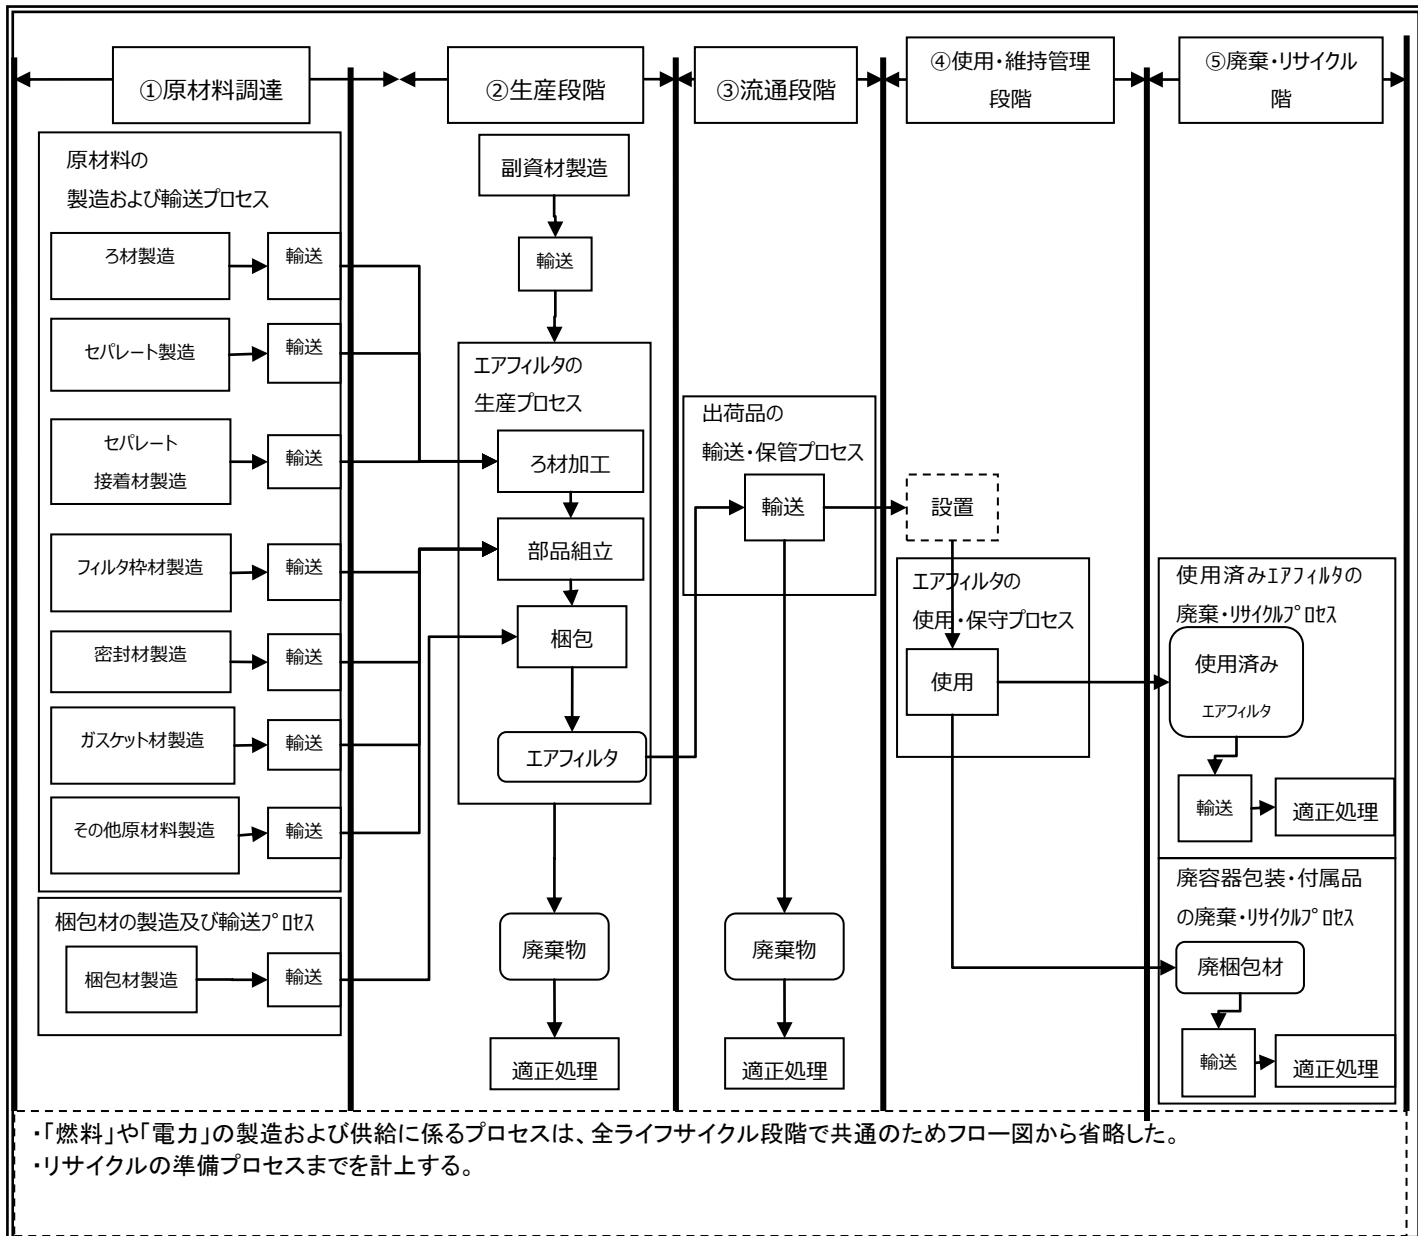 ①原材料調達
②生産段階
③流通段階
④使用・維持管理
段階
⑤廃棄・リサイクル
階
原材料の
製造および輸送プロセス
ろ材製造
輸送
セパレート製造
輸送
セパレート
接着材製造
輸送
フィルタ枠材製造
輸送
密封材製造
輸送
ガスケット材製造
輸送
その他原材料製造
輸送
梱包材の製造及び輸送プロセス
梱包材製造
輸送
副資材製造
輸送
エアフィルタの
生産プロセス
ろ材加工
部品組立
梱包
エアフィルタ
廃棄物
適正処理
出荷品の
輸送・保管プロセス
輸送
廃棄物
適正処理
設置
エアフィルタの
使用・保守プロセス
使用
使用済みエアフィルタの
廃棄・リサイクルプロセス
使用済み
エアフィルタ
輸送
適正処理
廃容器包装・付属品
の廃棄・リサイクルプロセス
廃梱包材
輸送
適正処理
・「燃料」や「電力」の製造および供給に係るプロセスは、全ライフサイクル段階で共通のためフロー図から省略した。
・リサイクルの準備プロセスまでを計上する。